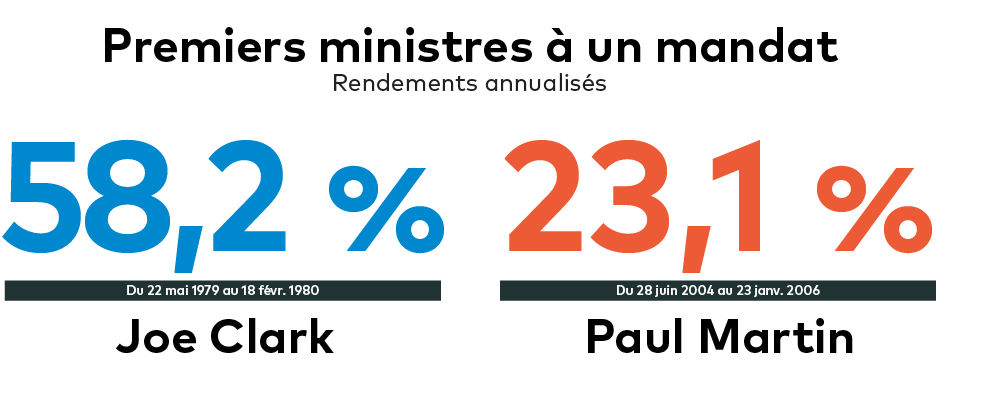 Premiers ministres à un mandat
Rendements annualisés
58,2 % 23,1 %
Du 22 mai 1979 au 18 févr. 1980 Du 28 juin 2004 au 23 janv. 2006
Joe Clark Paul Martin